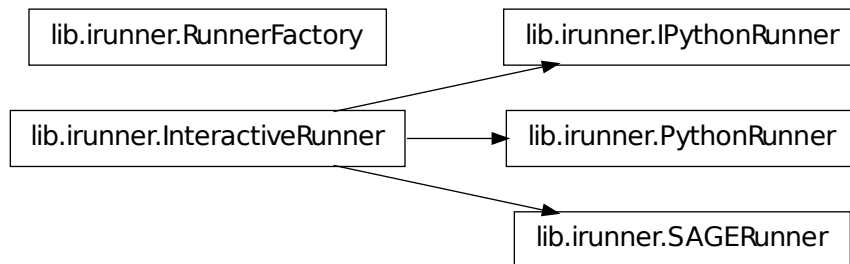 lib.irunner.RunnerFactory
lib.irunner.IPythonRunner
lib.irunner.InteractiveRunner
lib.irunner.PythonRunner
lib.irunner.SAGERunner